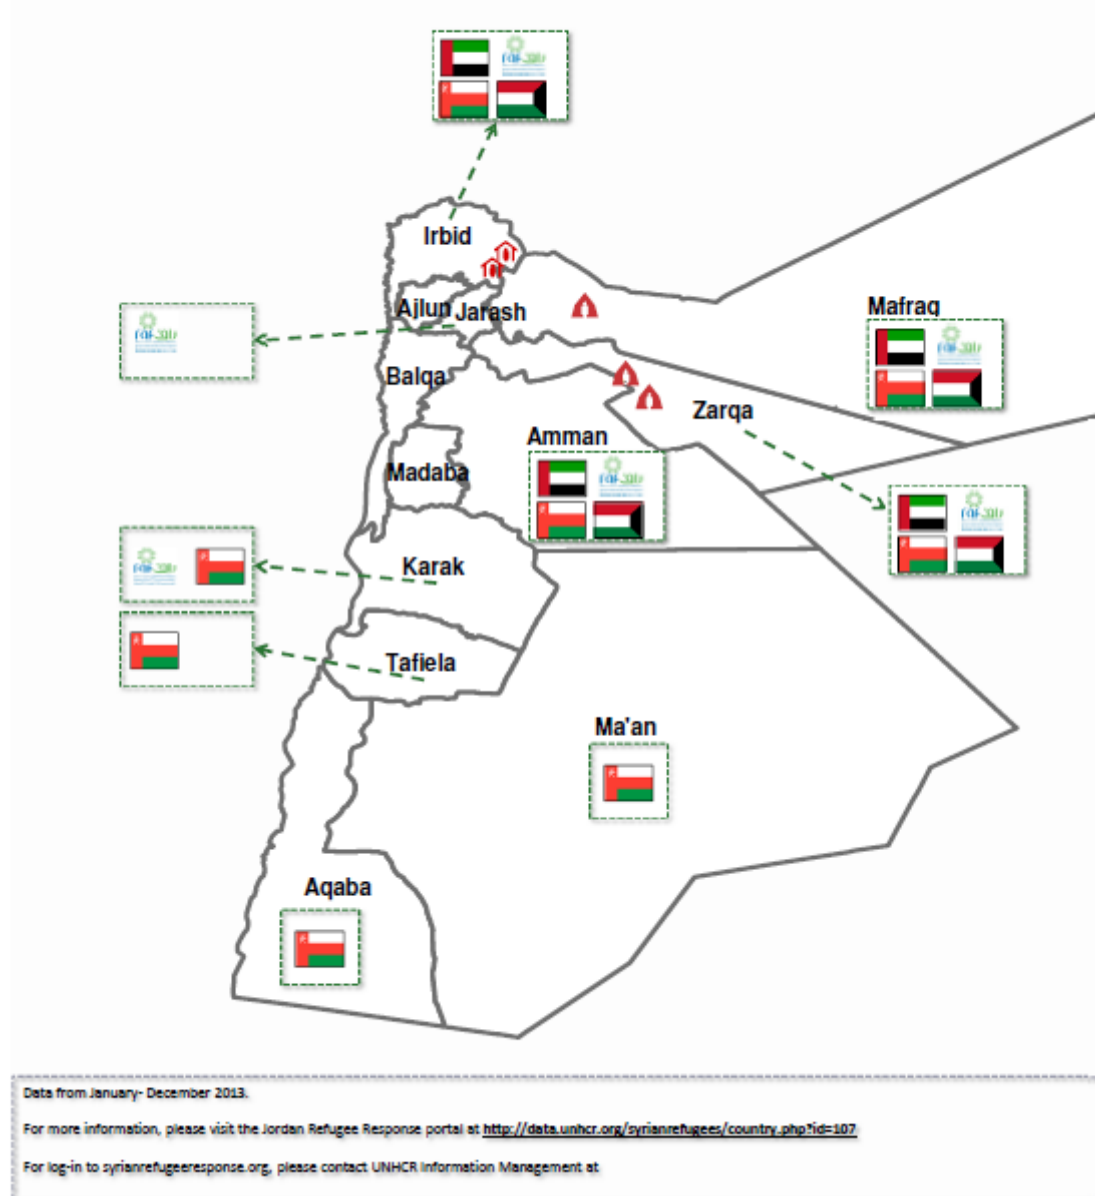 Irbid
Ajlun
Jarash
Mafraq
Balqa
Zarqa
Amman
Madaba
Karak
Tafiela
Ma'an
Aqaba
Data from January- December 2013.
For more information, please visit the Jordan Refugee Response portal at http://data.unhcr.org/syrianrefugees/country.php?id=107
For log-in to syrianrefugeeresponse.org, please contact UNHCR Information Management at